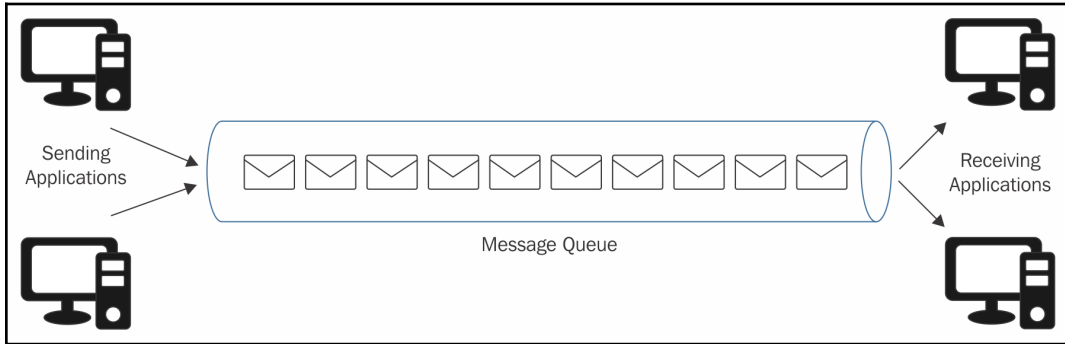 Sending
Applications
Message Queue
Receiving
Applications